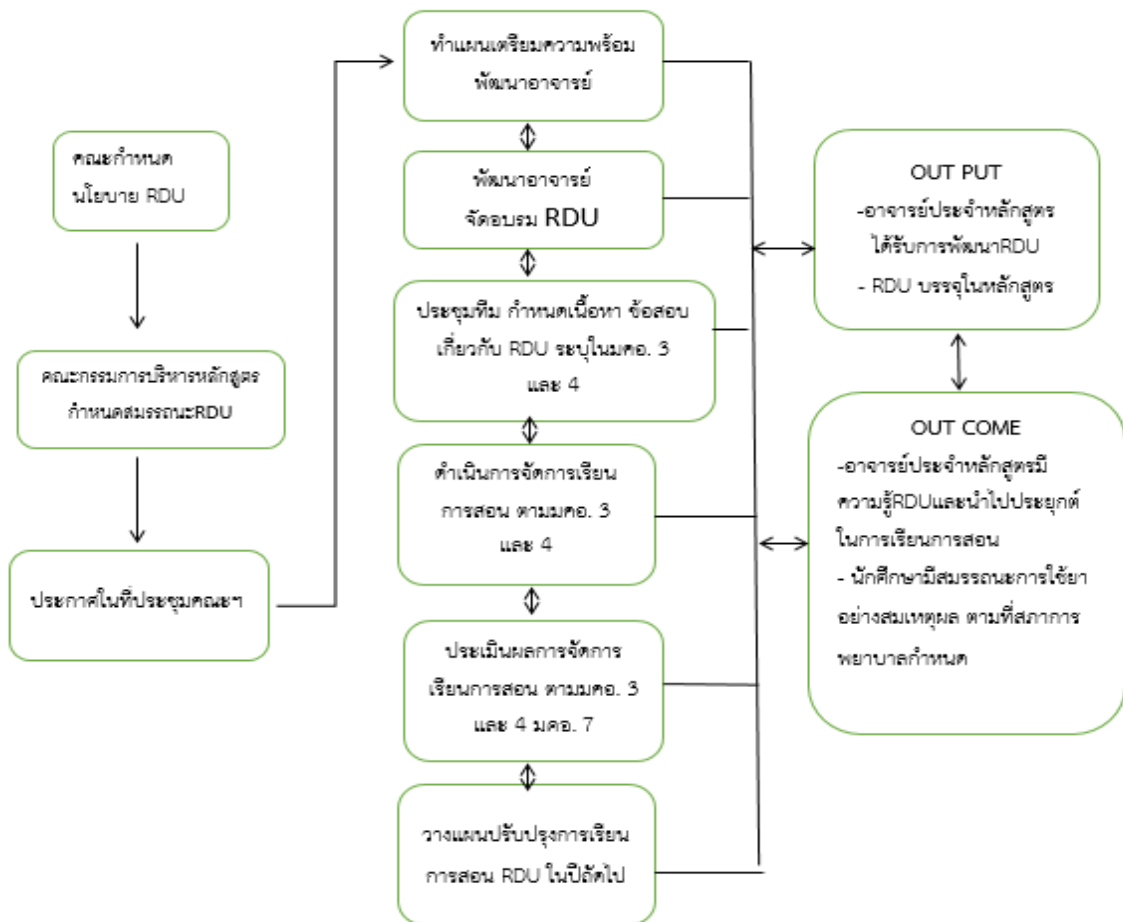 คณะกำหนด
นโยบาย RDU
คณะกรรมการบริหารหลักสูตร
กำหนดสมรรถนะRDU
ประกาศในที่ประชุมคณะฯ
ทำแผนเตรียมความพร้อม
พัฒนาอาจารย์
พัฒนาอาจารย์
จัดอบรม RDU
ประชุมทีม กำหนดเนื้อหา ข้อสอบ
เกี่ยวกับ RDU ระบุในมคอ. 3
และ 4
ดำเนินการจัดการเรียน
การสอน ตามมคอ. 3
และ 4
ประเมินผลการจัดการ
เรียนการสอน ตามมคอ. 3
และ 4 มคอ. 7
วางแผนปรับปรุงการเรียน
การสอน RDU ในปีถัดไป
OUT PUT
-อาจารย์ประจำหลักสูตร
ได้รับการพัฒนาRDU
- RDU บรรจุในหลักสูตร
OUT COME
-อาจารย์ประจำหลักสูตรมี
ความรู้RDUและนำไปประยุกต์
ในการเรียนการสอน
- นักศึกษามีสมรรถนะการใช้ยา
อย่างสมเหตุผล ตามที่สภาการ
พยาบาลกำหนด